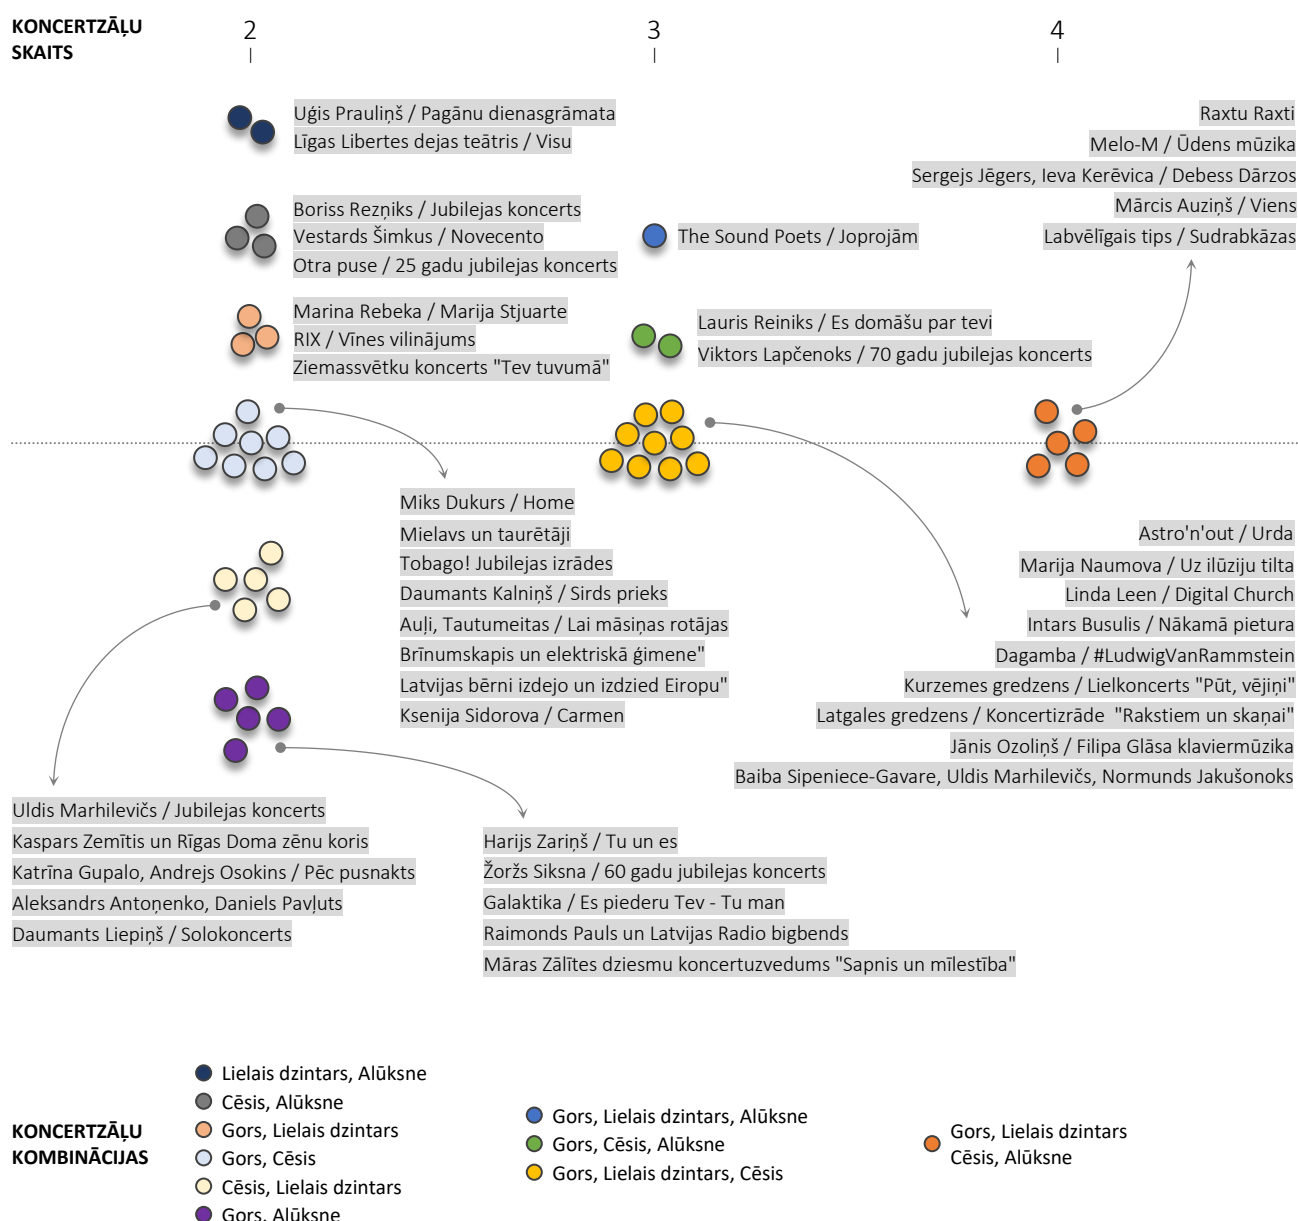 KONCERTZĀĻU
SKAITS
2
3
4
Uģis Prauliņš / Pagānu dienasgrāmata
Līgas Libertes dejas teātris / Visu
Boriss Rezņiks / Jubilejas koncerts
Vestards Šimkus / Novecento
Otra puse / 25 gadu jubilejas koncerts
Marina Rebeka / Marija Stjuarte
RIX / Vīnes vilinājums
Ziemassvētku koncerts "Tev tuvumā"
The Sound Poets / Joprojām
Lauris Reiniks / Es domāšu par tevi
Viktors Lapčenoks / 70 gadu jubilejas koncerts
Raxtu Raxti
Melo-M / Ūdens mūzika
Sergejs Jēgers, Ieva Kerēvica / Debess Dārzos
Mārcis Auziņš / Viens
Labvēlīgais tips / Sudrabkāzas
Miks Dukurs / Home
Mielavs un taurētāji
Tobago! Jubilejas izrādes
Daumants Kalniņš / Sirds prieks
Auļi, Tautumeitas / Lai māsiņas rotājas
Brīnumskapis un elektriskā ģimene"
Latvijas bērni izdejo un izdzied Eiropu"
Ksenija Sidorova / Carmen
Astro'n'out / Urda
Marija Naumova / Uz ilūziju tilta
Linda Leen / Digital Church
Intars Busulis / Nākamā pietura
Dagamba / #LudwigVanRammstein
Kurzemes gredzens / Lielkoncerts "Pūt, vējiņi"
Latgales gredzens / Koncertizrāde "Rakstiem un skaņai"
Jānis Ozoliņš / Filipa Glāsa klaviermūzika
Baiba Sipeniece-Gavare, Uldis Marhilevičs, Normunds Jakušonoks
Uldis Marhilevičs / Jubilejas koncerts
Kaspars Zemītis un Rīgas Doma zēnu koris
Katrīna Gupalo, Andrejs Osokins / Pēc pusnakts
Aleksandrs Antoņenko, Daniels Pavļuts
Daumants Liepiņš / Solokoncerts
Harijs Zariņš / Tu un es
Žoržs Siksna / 60 gadu jubilejas koncerts
Galaktika / Es piederu Tev - Tu man
Raimonds Pauls un Latvijas Radio bigbends
Māras Zālītes dziesmu koncertuzvedums "Sapnis un mīlestība"
KONCERTZĀĻU
KOMBINĀCIJAS
Lielais dzintars, Alūksne
Cēsis, Alūksne
Gors, Lielais dzintars
Gors, Cēsis
Cēsis, Lielais dzintars
Gors, Alūksne
Gors, Lielais dzintars, Alūksne
Gors, Cēsis, Alūksne
Gors, Lielais dzintars, Cēsis
Gors, Lielais dzintars
Cēsis, Alūksne